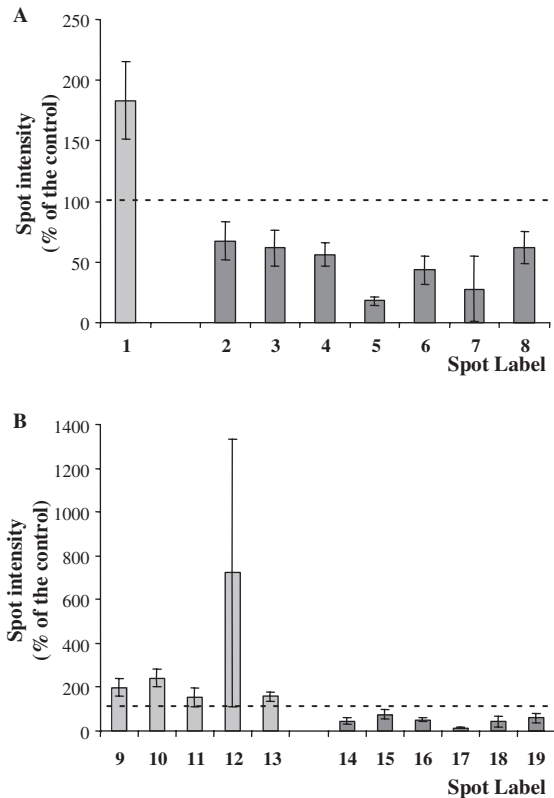 A
Spot intensity
(% of the control)
250
200
150
100
50
0
1 2 3 4 5 6 7 8
Spot Label
B
Spot intensity
(% of the control)
1400
1200
1000
800
600
400
200
0
9 10 11 12 13 14 15 16 17 18 19
Spot Label